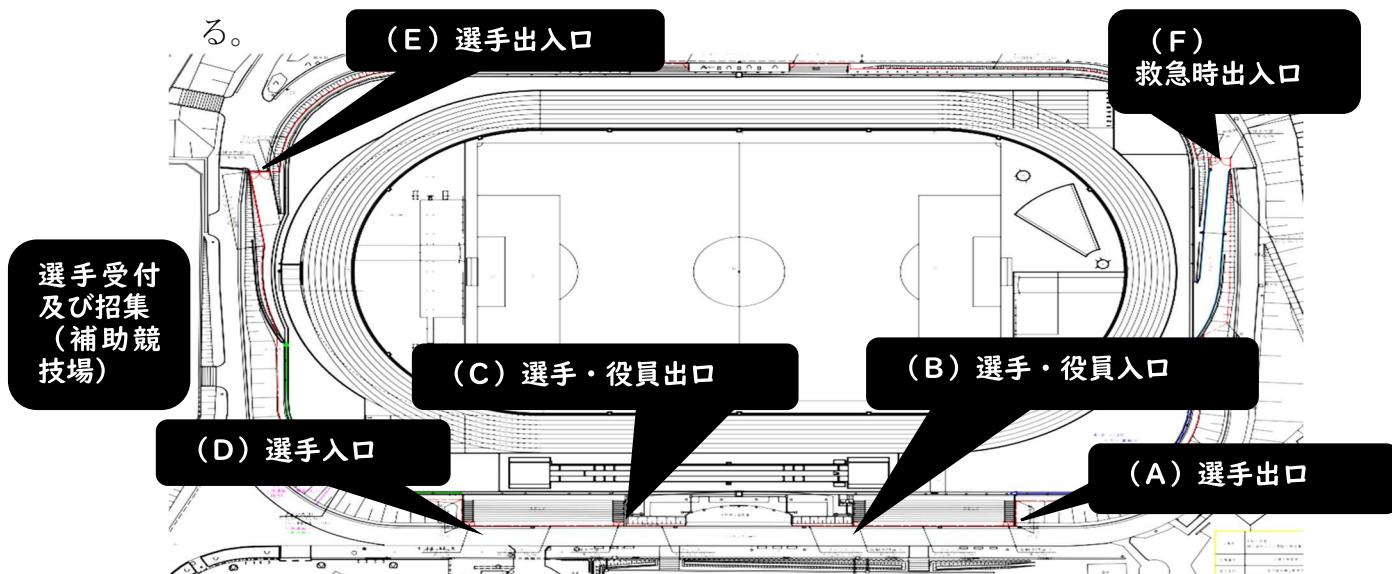 る。
（E）選手出入口
（F）
救急時出入口
選手受付
及び招集
（補助競
技場）
（C）選手・役員出口
（B）選手・役員入口
（D）選手入口
（A）選手出口